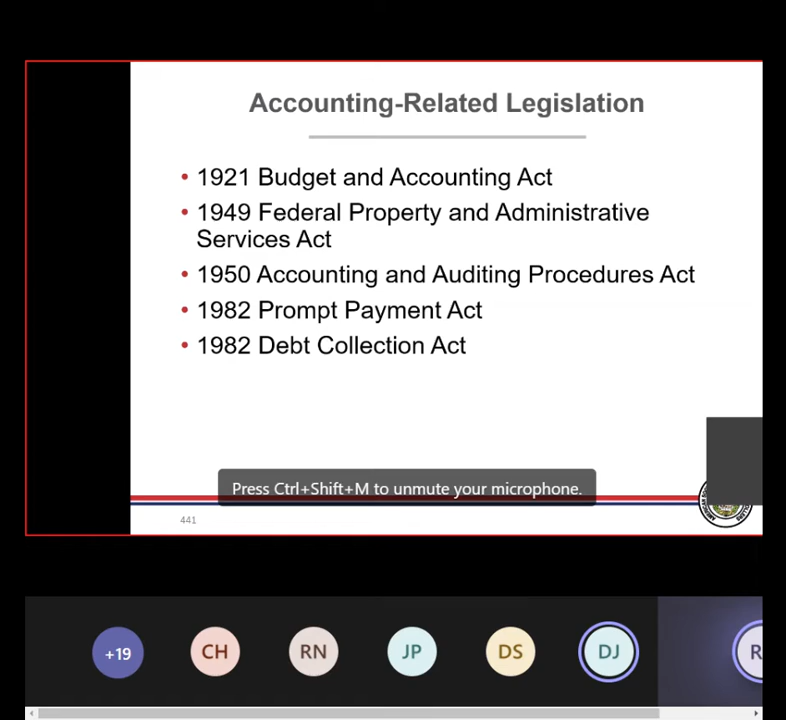 Accounting-Related Legislation
• 1921 Budget and Accounting Act
• 1949 Federal Property and Administrative
Services Act
• 1950 Accounting and Auditing Procedures Act
• 1982 Prompt Payment Act
• 1982 Debt Collection Act
Press Ctrl+Shift+M to unmute your microphone.
441
+19
CH
RN
JP
DS
DJ
R